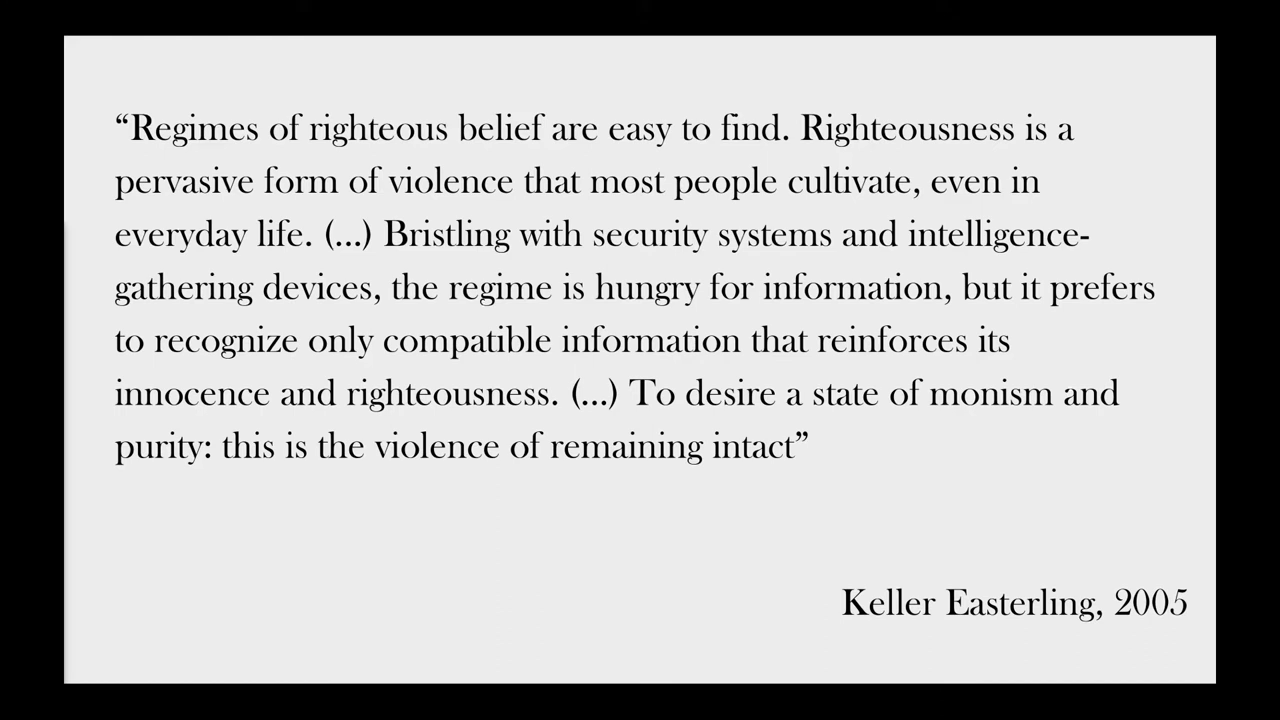 “Regimes of righteous belief are easy to find. Righteousness is a
pervasive form of violence that most people cultivate, even in
everyday life. (...) Bristling with security systems and intelligence-
gathering devices, the regime is hungry for information, but it prefers
to recognize only compatible information that reinforces its
innocence and righteousness. (...) To desire a state of monism and
purity: this is the violence of remaining intact”
Keller Easterling, 2005